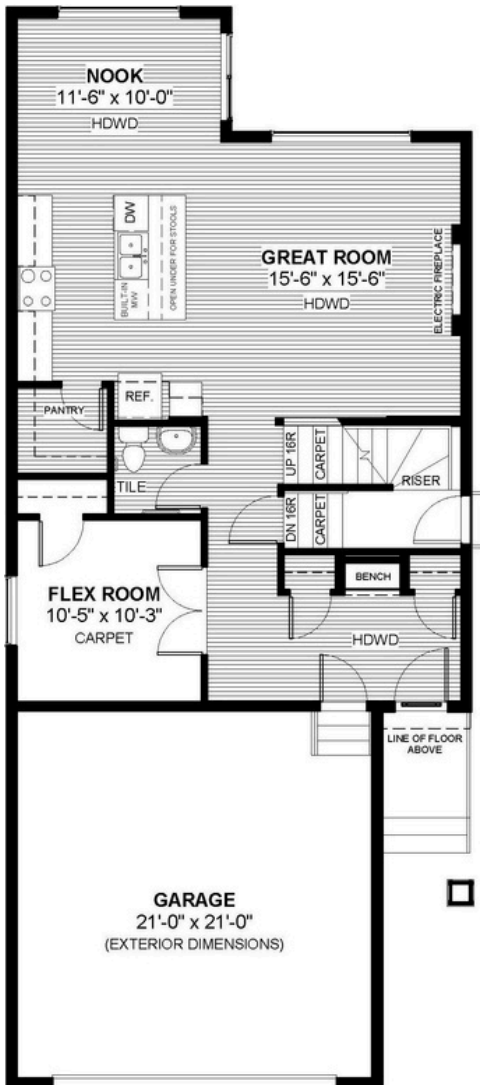 NOOK
11'-6" x 10'-0"
HDWD
DW
BUILT-IN
MW
OPEN UNDER FOR STOOLS
GREAT ROOM
15'-6" x 15'-6"
HDWD
ELECTRIC FIREPLACE
REF.
PANTRY
TILE
UP 16R
CARPET
RISER
DN 16R
CARPET
BENCH
FLEX ROOM
10'-5" x 10'-3"
CARPET
HDWD
LINE OF FLOOR
ABOVE
GARAGE
21'-0" x 21'-0"
(EXTERIOR DIMENSIONS)